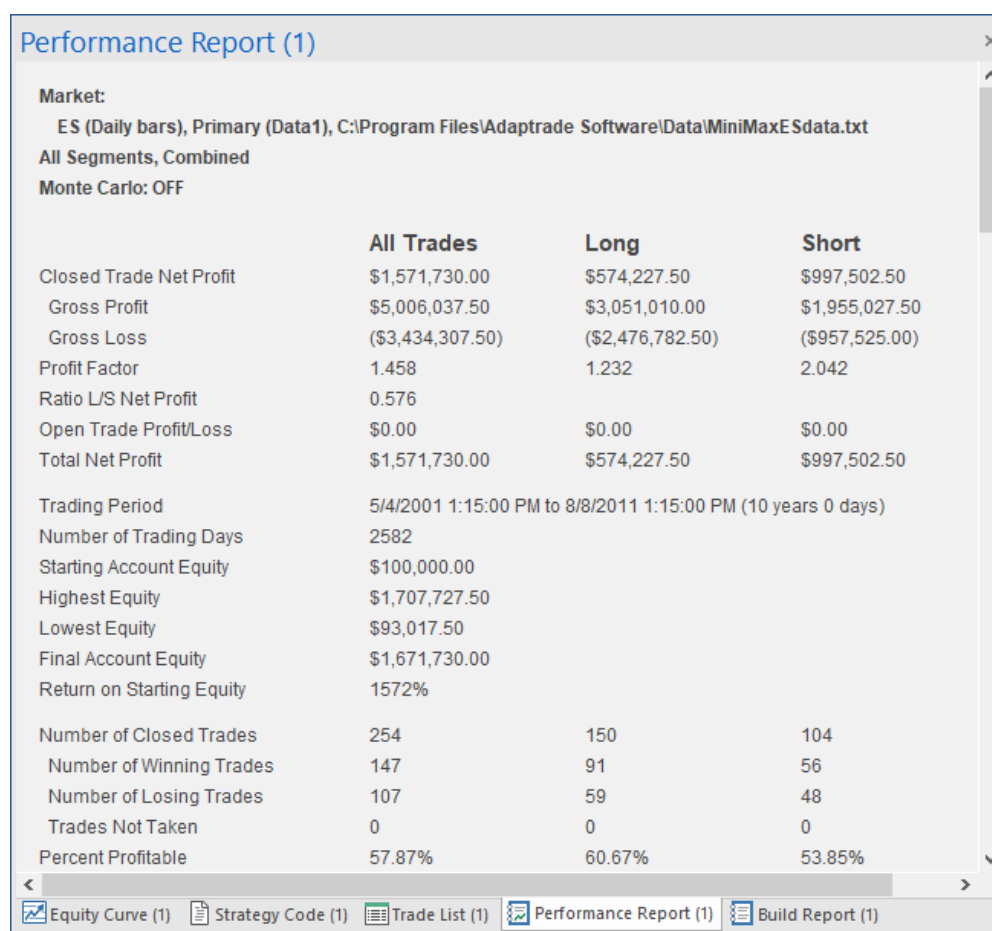 Performance Report (1)
Market:
ES (Daily bars), Primary (Data1), C:\Program Files\Adaptrade Software\Data\MiniMaxESdata.txt
All Segments, Combined
Monte Carlo: OFF
All Trades Long Short
Closed Trade Net Profit $1,571,730.00 $574,227.50 $997,502.50
Gross Profit $5,006,037.50 $3,051,010.00 $1,955,027.50
Gross Loss ($3,434,307.50) ($2,476,782.50) ($957,525.00)
Profit Factor 1.458 1.232 2.042
Ratio L/S Net Profit 0.576
Open Trade Profit/Loss $0.00 $0.00 $0.00
Total Net Profit $1,571,730.00 $574,227.50 $997,502.50
Trading Period 5/4/2001 1:15:00 PM to 8/8/2011 1:15:00 PM (10 years 0 days)
Number of Trading Days 2582
Starting Account Equity $100,000.00
Highest Equity $1,707,727.50
Lowest Equity $93,017.50
Final Account Equity $1,671,730.00
Return on Starting Equity 1572%
Number of Closed Trades 254 150 104
Number of Winning Trades 147 91 56
Number of Losing Trades 107 59 48
Trades Not Taken 0 0 0
Percent Profitable 57.87% 60.67% 53.85%
Equity Curve (1) Strategy Code (1) Trade List (1) Performance Report (1) Build Report (1)